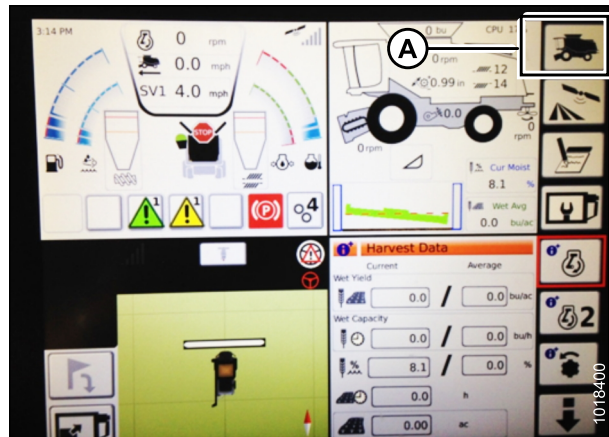 3:14 PM
0 rpm
0.0 mph
SV1 4.0 mph
STOP
1
1
(P)
4
0 bu
CPU
A
0 rpm
12
14
0.99 in
0.0
rpm
0 rpm
% Cur Moist
8.1 %
Wet Avg
0.0 bu/ac
Harvest Data
Current Average
Wet Yield
0.0 / 0.0 bu/ac
Wet Capacity
0.0 / 0.0 bu/h
% 8.1 / 0.0 %
0.0 h
0.00 ac
2
1018400